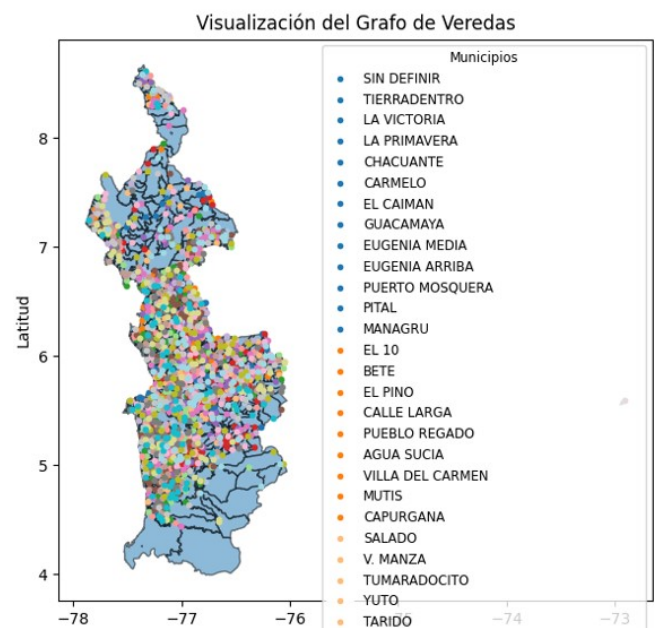 Visualización del Grafo de Veredas
Municipios
SIN DEFINIR
TIERRADENTRO
LA VICTORIA
LA PRIMAVERA
CHACUANTE
CARMELO
EL CAIMAN
GUACAMAYA
EUGENIA MEDIA
EUGENIA ARRIBA
PUERTO MOSQUERA
PITAL
MANAGRU
EL 10
BETE
EL PINO
CALLE LARGA
PUEBLO REGADO
AGUA SUCIA
VILLA DEL CARMEN
MUTIS
CAPURGANA
SALADO
V. MANZA
TUMARADOCITO
YUTO
TARIDO
Latitud
8
7
6
5
4
−78
−77
−76
−75
−74
−73